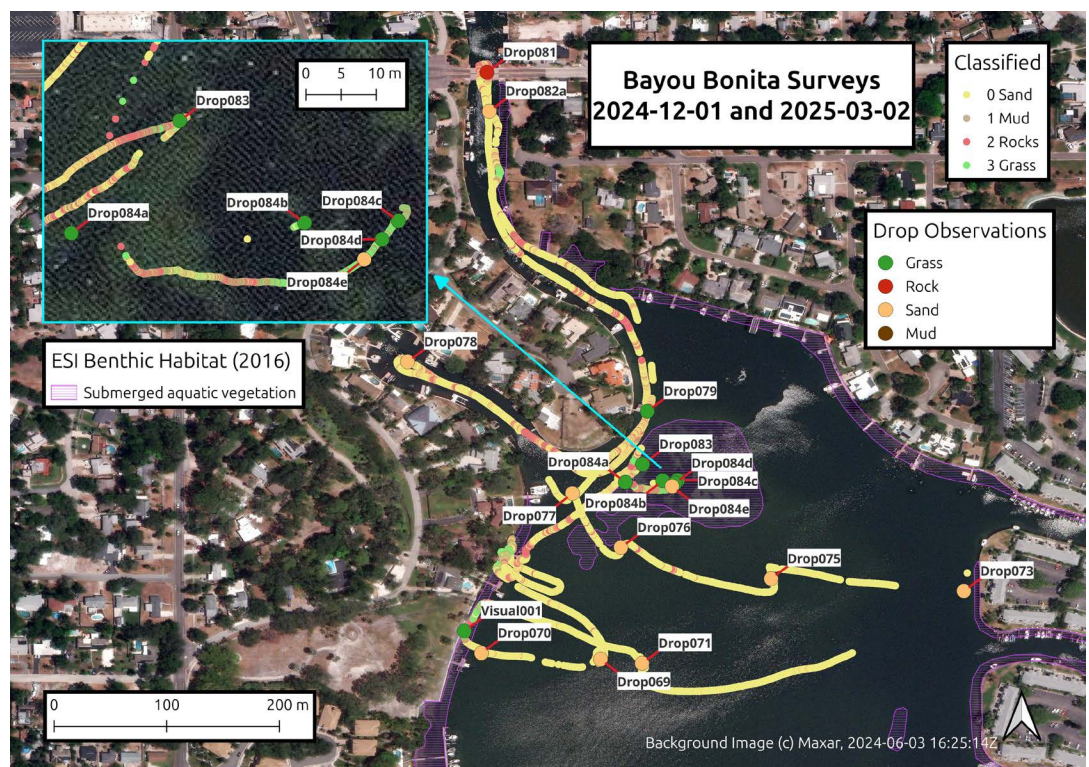 Bayou Bonita Surveys
2024-12-01 and 2025-03-02
Classified
0 Sand
1 Mud
2 Rocks
3 Grass
Drop Observations
Grass
Rock
Sand
Mud
0 5 10 m
Drop083
Drop084a
Drop084b
Drop084c
Drop084d
Drop084e
ESI Benthic Habitat (2016)
Submerged aquatic vegetation
Drop081
Drop082a
Drop078
Drop079
Drop083
Drop084a
Drop084d
Drop084c
Drop084b
Drop084e
Drop077
Drop076
Drop075
Drop073
Visual001
Drop070
Drop071
Drop069
0 100 200 m
Background Image (c) Maxar, 2024-06-03 16:25:14Z